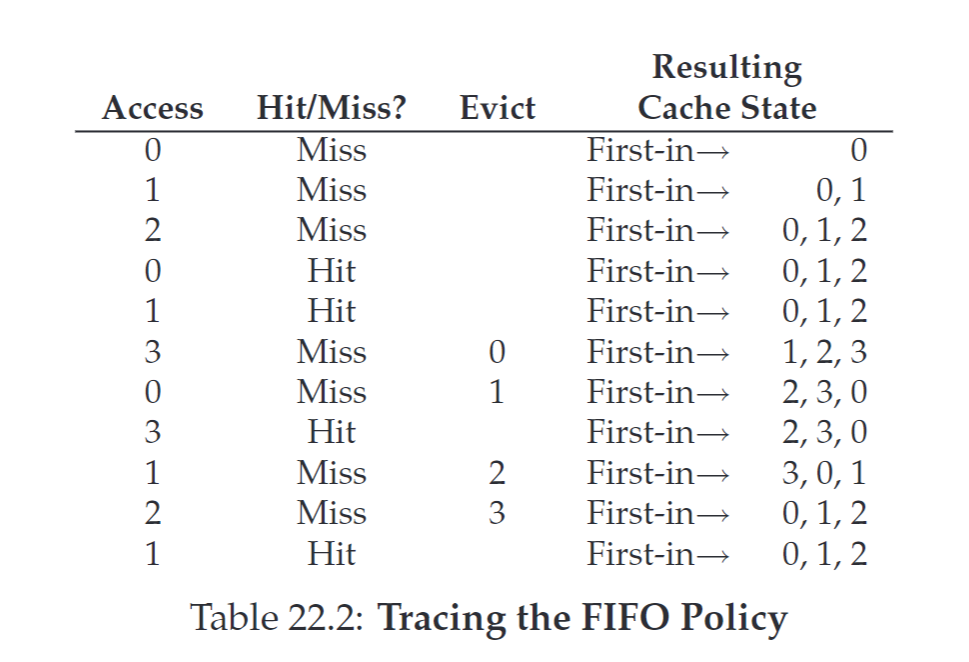 Resulting
Access Hit/Miss? Evict Cache State
0 Miss First-in→ 0
1 Miss First-in→ 0, 1
2 Miss First-in→ 0, 1, 2
0 Hit First-in→ 0, 1, 2
1 Hit First-in→ 0, 1, 2
3 Miss 0 First-in→ 1, 2, 3
0 Miss 1 First-in→ 2, 3, 0
3 Hit First-in→ 2, 3, 0
1 Miss 2 First-in→ 3, 0, 1
2 Miss 3 First-in→ 0, 1, 2
1 Hit First-in→ 0, 1, 2
Table 22.2: Tracing the FIFO Policy